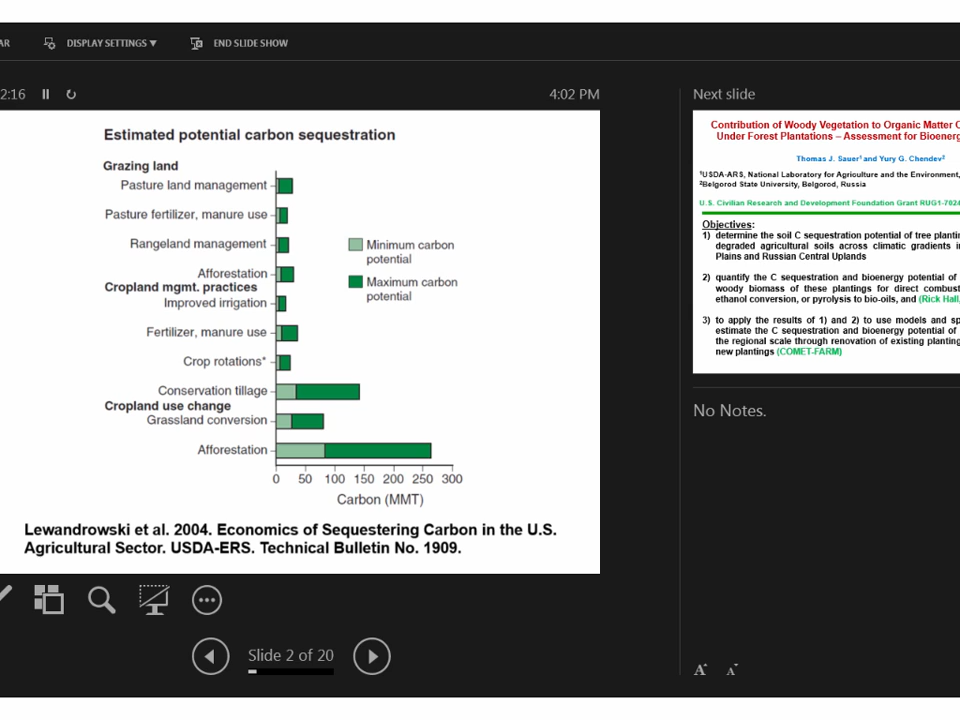 AR DISPLAY SETTINGS ▼ END SLIDE SHOW
2:16 4:02 PM
Estimated potential carbon sequestration
Grazing land
Pasture land management
Pasture fertilizer, manure use
Rangeland management
Afforestation
Cropland mgmt. practices
Improved irrigation
Fertilizer, manure use
Crop rotations*
Conservation tillage
Cropland use change
Grassland conversion
Afforestation
Minimum carbon
potential
Maximum carbon
potential
0 50 100 150 200 250 300
Carbon (MMT)
Lewandrowski et al. 2004. Economics of Sequestering Carbon in the U.S.
Agricultural Sector. USDA-ERS. Technical Bulletin No. 1909.
Slide 2 of 20
Next slide
Contribution of Woody Vegetation to Organic Matter
Under Forest Plantations – Assessment for Bioenerg
Thomas J. Sauer¹ and Yury G. Chendev²
¹USDA-ARS, National Laboratory for Agriculture and the Environment,
²Belgorod State University, Belgorod, Russia
U.S. Civilian Research and Development Foundation Grant RUG1-7024
Objectives:
1) determine the soil C sequestration potential of tree plantin
degraded agricultural soils across climatic gradients i
Plains and Russian Central Uplands
2) quantify the C sequestration and bioenergy potential of
woody biomass of these plantings for direct combust
ethanol conversion, or pyrolysis to bio-oils, and (Rick Hall,
3) to apply the results of 1) and 2) to use models and sp
estimate the C sequestration and bioenergy potential of
the regional scale through renovation of existing planting
new plantings (COMET-FARM)
No Notes.
A A